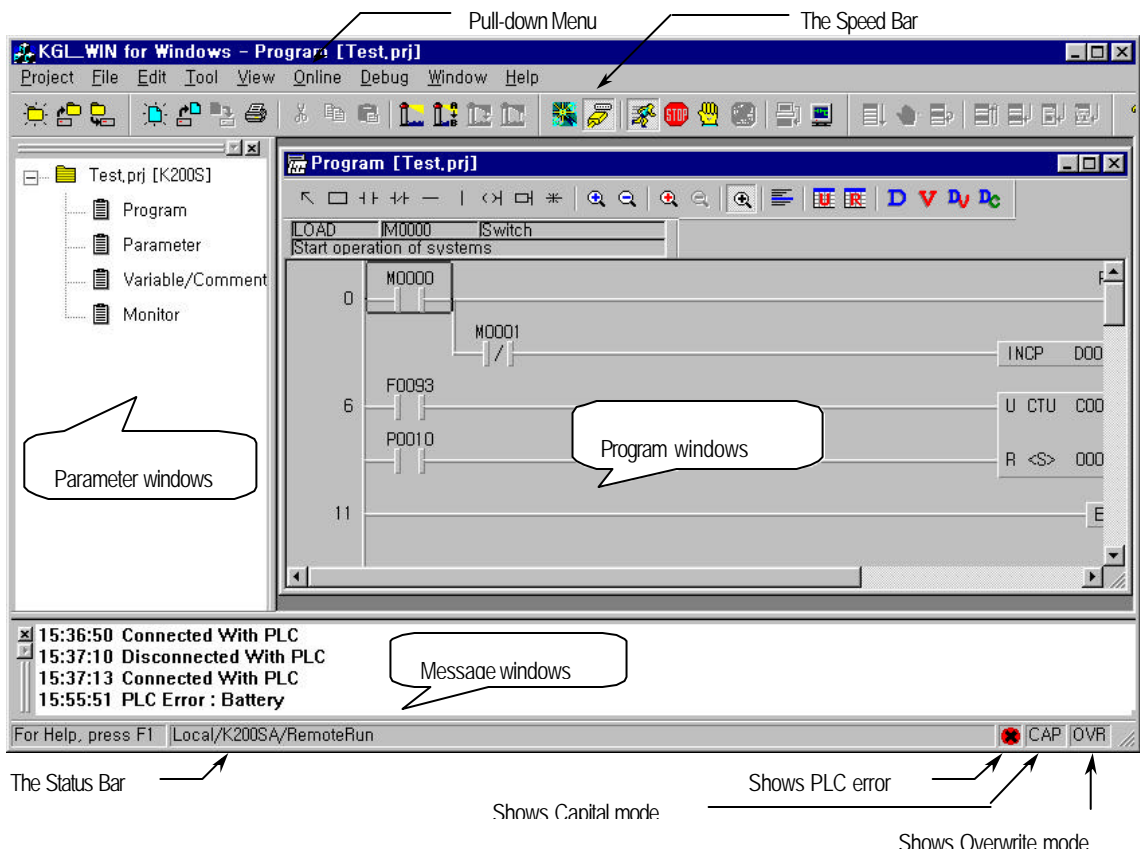 Pull-down Menu
The Speed Bar
KGL_WIN for Windows - Program [Test.prj]
Project File Edit Tool View Online Debug Window Help
STOP
Test.prj [K200S]
Program
Parameter
Variable/Comment
Monitor
Program [Test.prj]
U R D V DV DC
LOAD M0000 Switch
Start operation of systems
M0000
0
M0001
INCP D00
F0093
6
U CTU C00
P0010
R <S> 000
11
E
Parameter windows
Program windows
15:36:50 Connected With PLC
15:37:10 Disconnected With PLC
15:37:13 Connected With PLC
15:55:51 PLC Error : Battery
Message windows
For Help, press F1 Local/K200SA/RemoteRun CAP OVR
The Status Bar
Shows PLC error
Shows Capital mode
Shows Overwrite mode